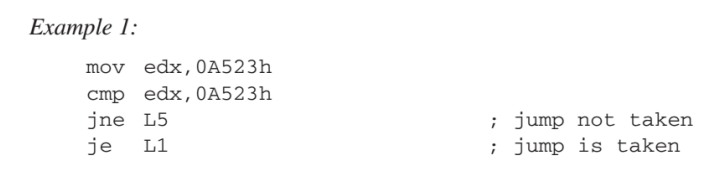 Example 1:
mov edx,0A523h
cmp edx,0A523h
jne L5 ; jump not taken
je L1 ; jump is taken